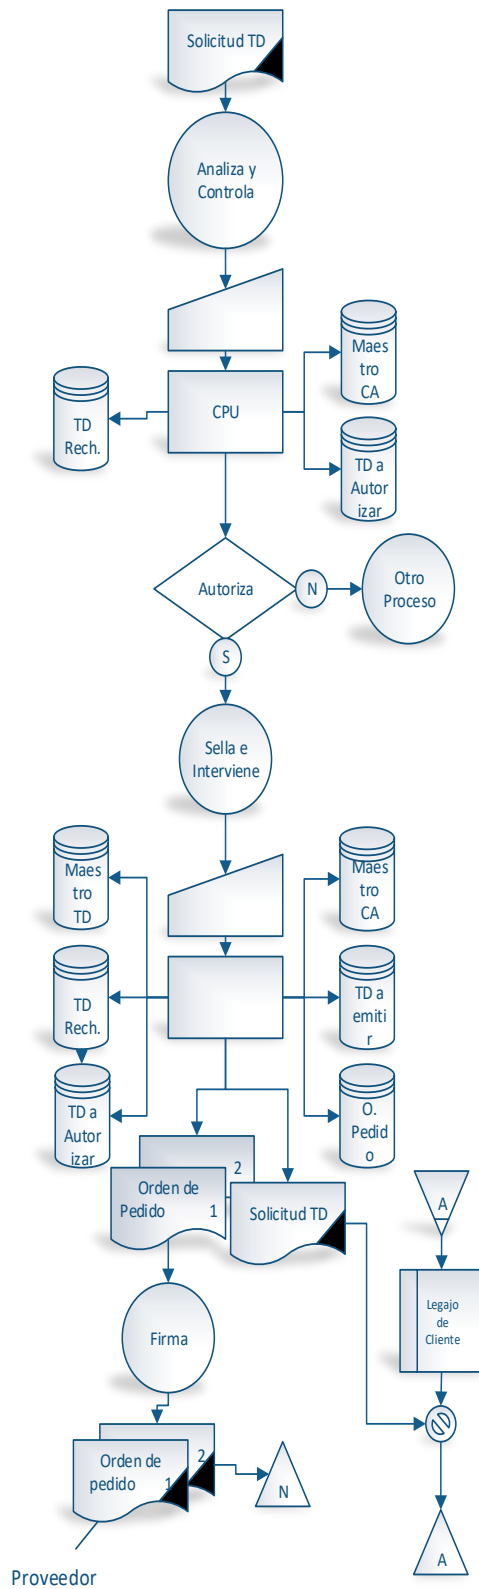 Solicitud TD
Analiza y
Controla
Maes
tro
CA
TD
Rech.
CPU
TD a
Autor
izar
Autoriza
N
Otro
Proceso
S
Sella e
Interviene
Maes
tro
TD
Maes
tro
CA
TD
Rech.
TD a
emiti
r
TD a
Autor
izar
O.
Pedid
o
2
Orden de
Pedido 1
Solicitud TD
A
Legajo
de
Cliente
Firma
2
Orden de
pedido 1
N
A
Proveedor